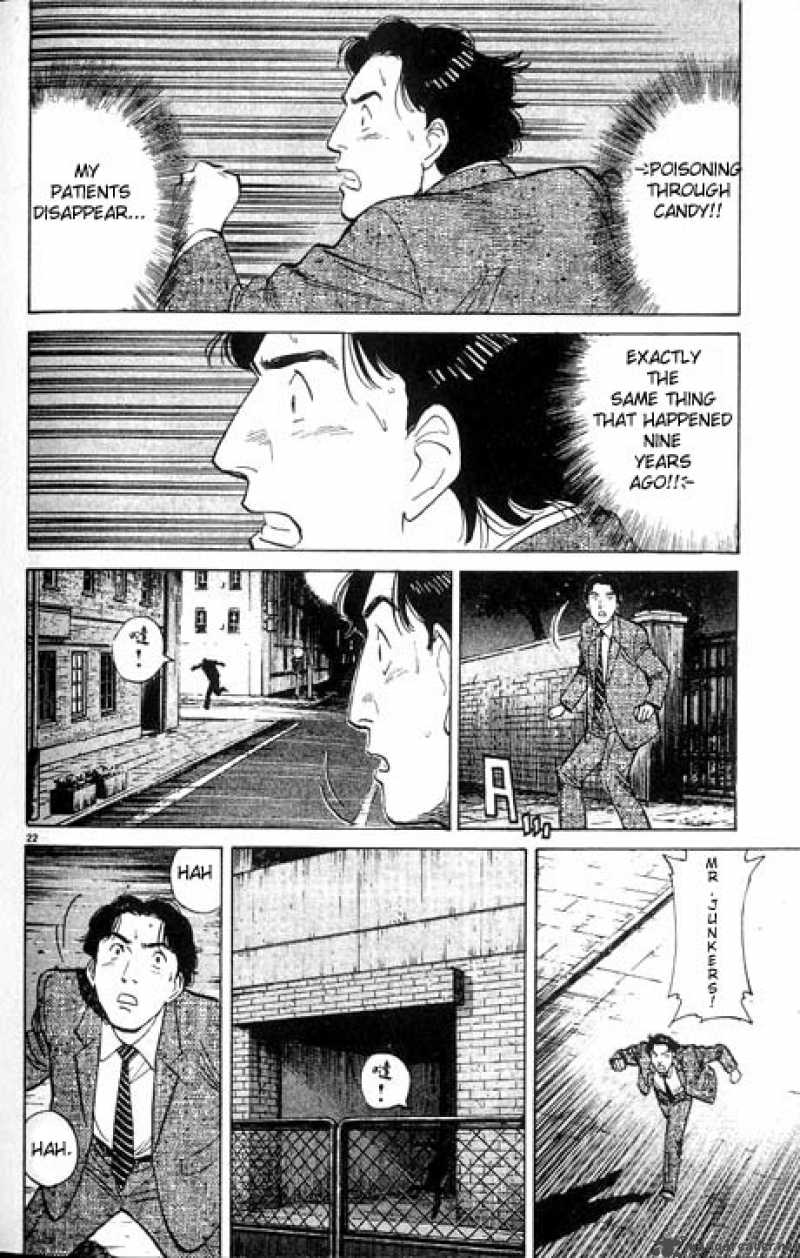 -:-POISONING
THROUGH
CANDY!!
MY
PATIENTS
DISAPPEAR...
EXACTLY
THE
SAME THING
THAT HAPPENED
NINE
YEARS
AGO!!:~
A
哇!
22
MR. JUNKERS!
哇!
HAH
HAH.